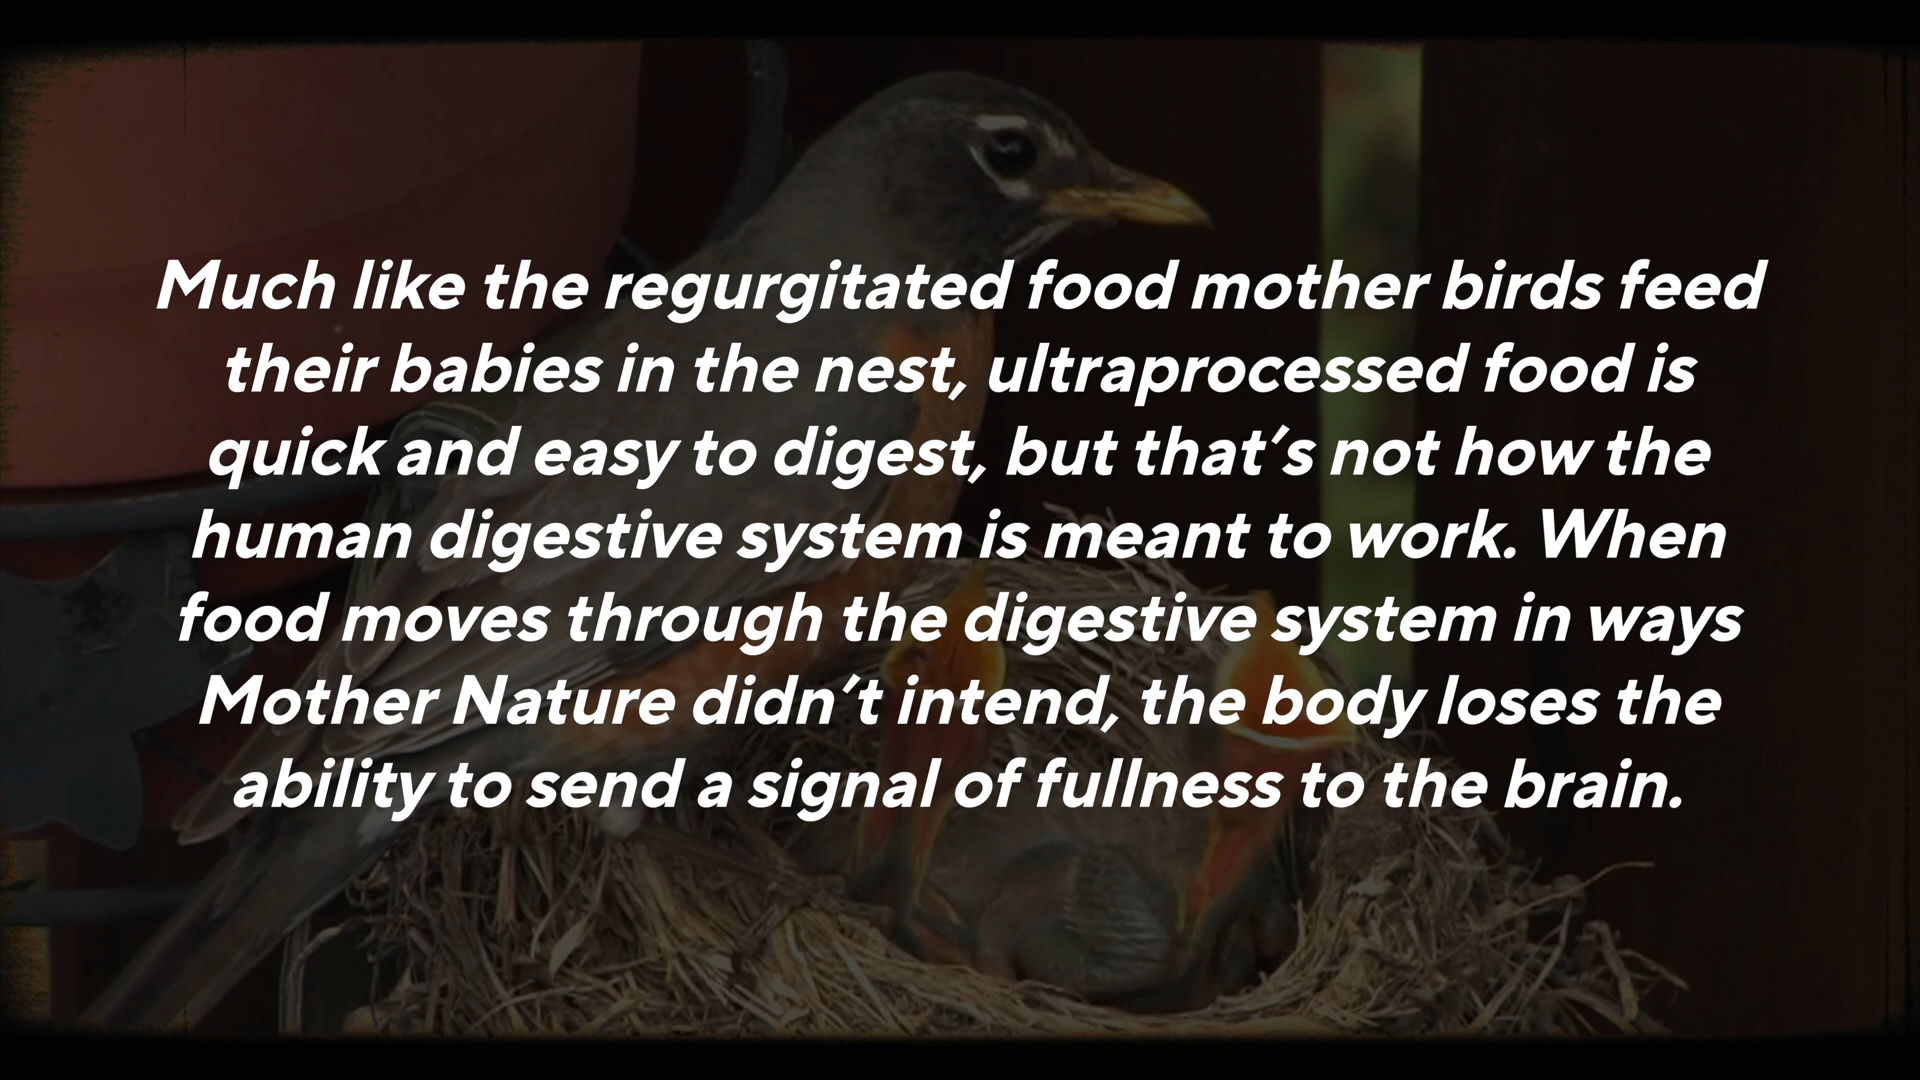 Much like the regurgitated food mother birds feed
their babies in the nest, ultraprocessed food is
quick and easy to digest, but that’s not how the
human digestive system is meant to work. When
food moves through the digestive system in ways
Mother Nature didn’t intend, the body loses the
ability to send a signal of fullness to the brain.